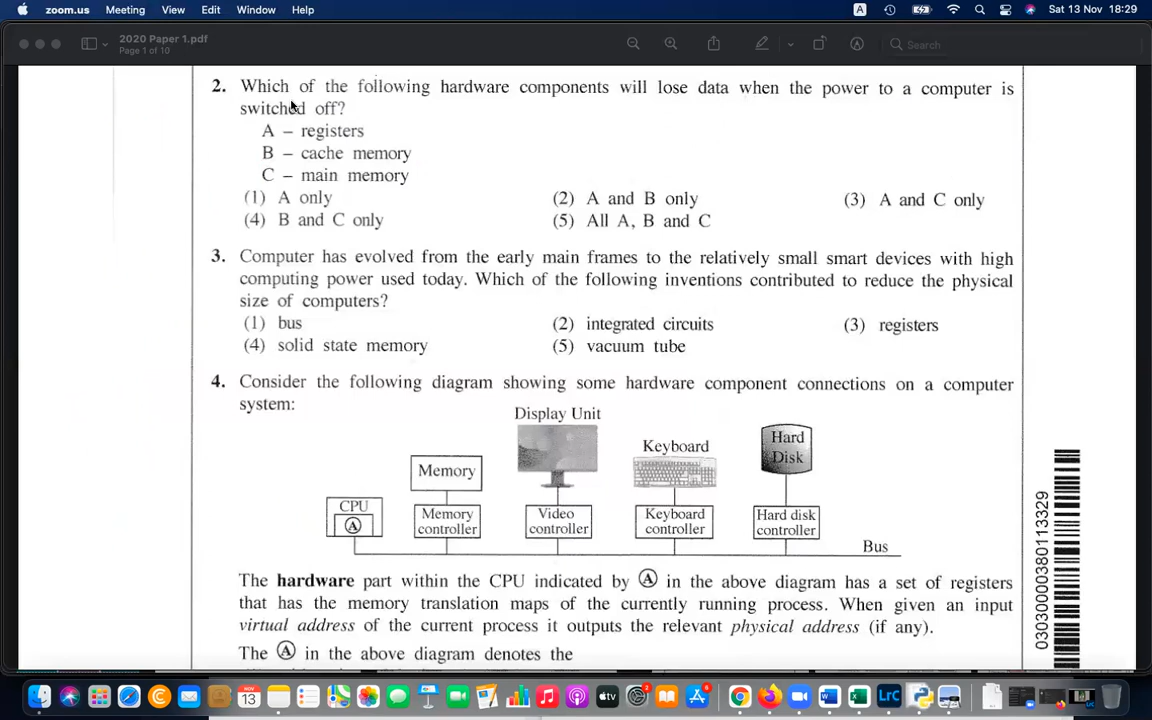 zoom.us Meeting View Edit Window Help A Sat 13 Nov 18:29
2020 Paper 1.pdf
Page 1 of 10
Search
2. Which of the following hardware components will lose data when the power to a computer is
switched off?
A – registers
B – cache memory
C – main memory
(1) A only (2) A and B only (3) A and C only
(4) B and C only (5) All A, B and C
3. Computer has evolved from the early main frames to the relatively small smart devices with high
computing power used today. Which of the following inventions contributed to reduce the physical
size of computers?
(1) bus (2) integrated circuits (3) registers
(4) solid state memory (5) vacuum tube
4. Consider the following diagram showing some hardware component connections on a computer
system:
Display Unit
Keyboard
Hard
Disk
Memory
CPU
A
Memory
controller
Video
controller
Keyboard
controller
Hard disk
controller
Bus
The hardware part within the CPU indicated by Ⓐ in the above diagram has a set of registers
that has the memory translation maps of the currently running process. When given an input
virtual address of the current process it outputs the relevant physical address (if any).
The Ⓐ in the above diagram denotes the
030300000380113329
NOV
13
tv
LrC